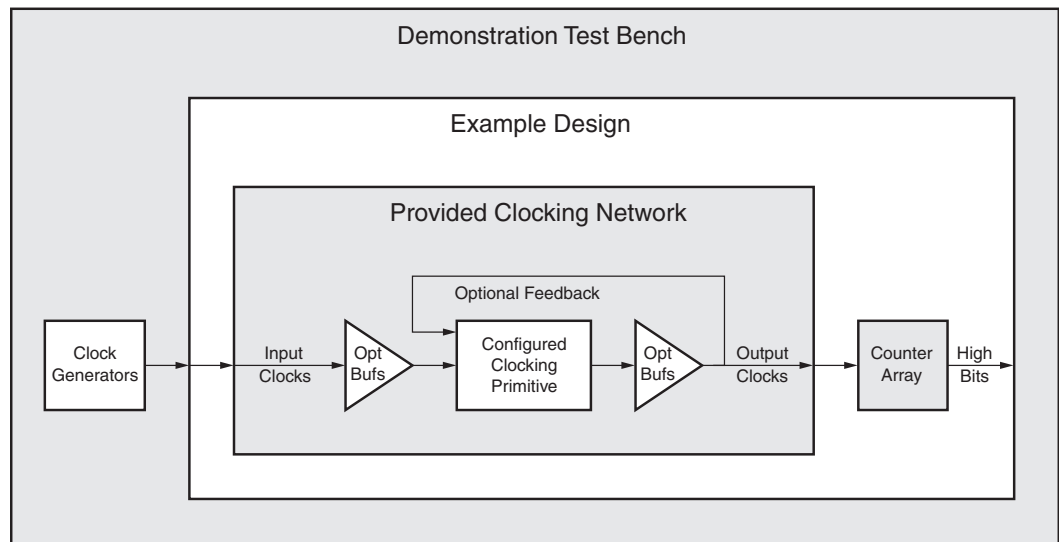 Demonstration Test Bench
Example Design
Provided Clocking Network
Optional Feedback
Clock
Generators
Input
Clocks
Opt
Bufs
Configured
Clocking
Primitive
Opt
Bufs
Output
Clocks
Counter
Array
High
Bits